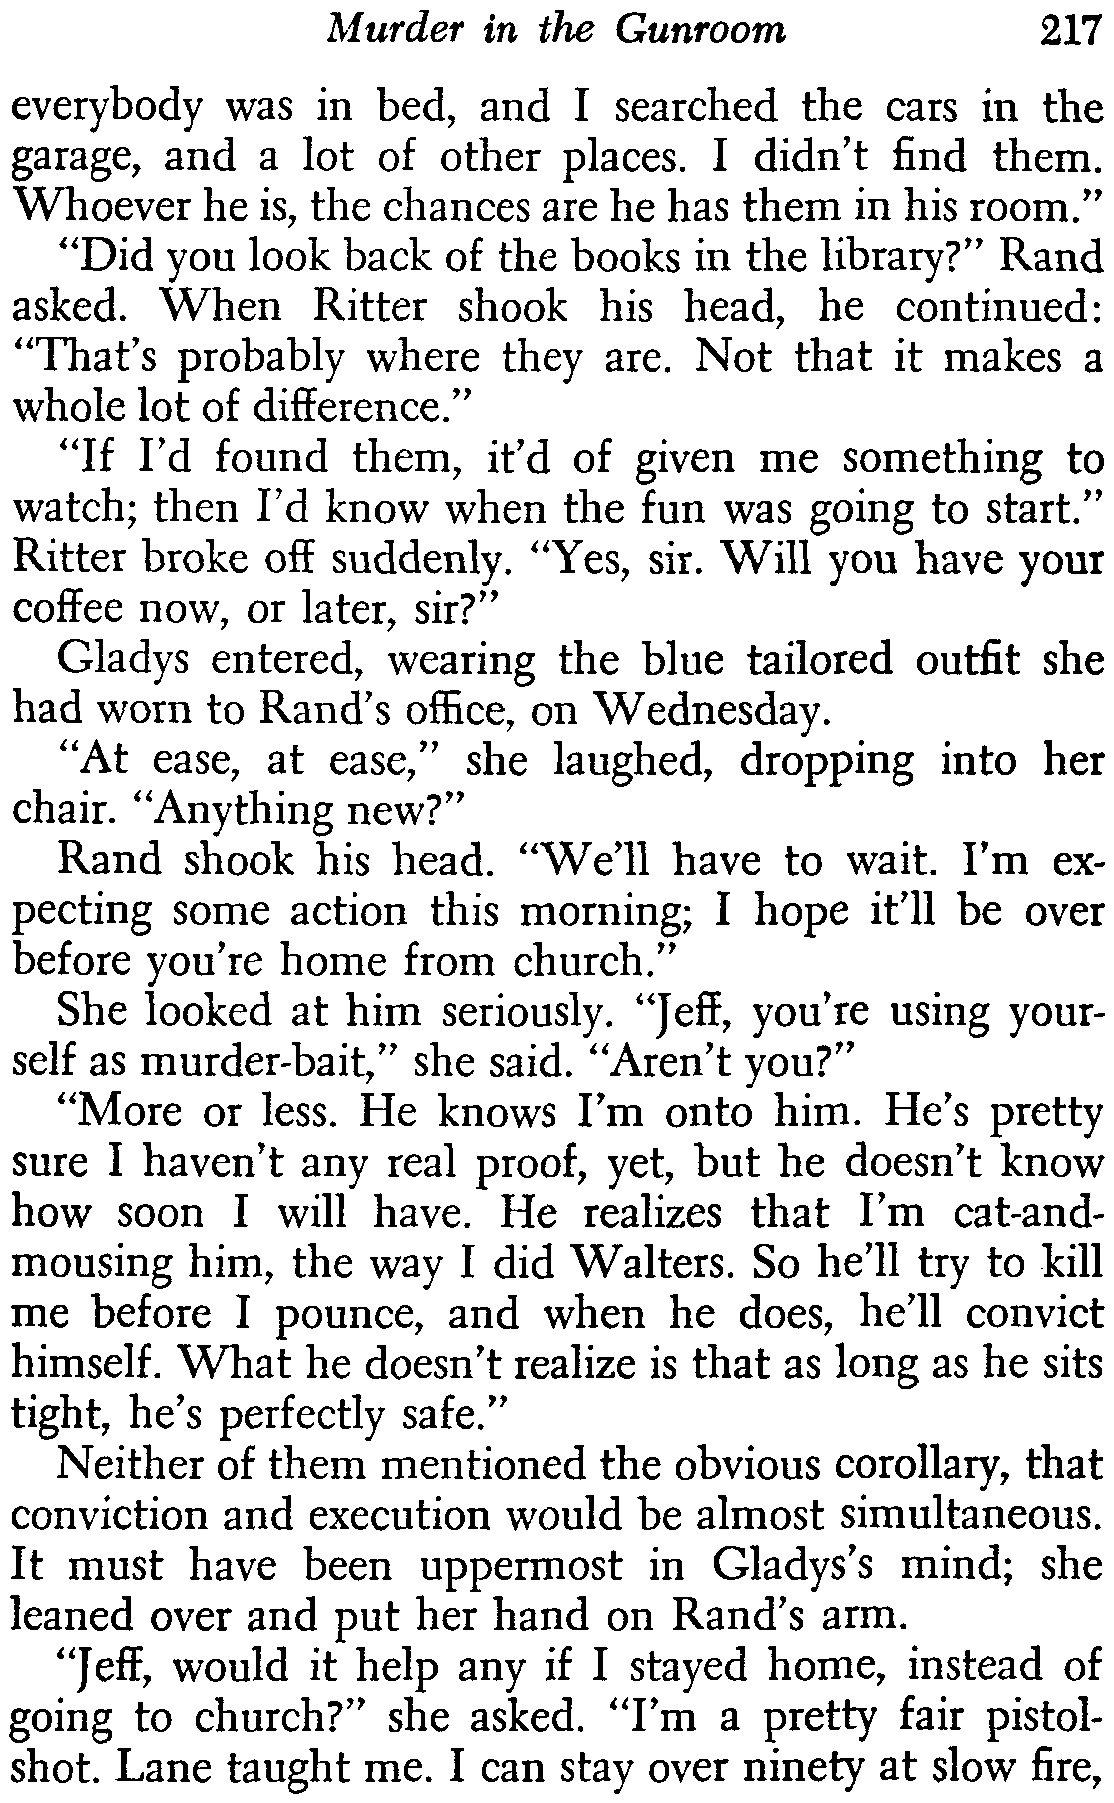 Murder in the Gunroom 217
everybody was in bed, and I searched the cars in the
garage, and a lot of other places. I didn't find them.
Whoever he is, the chances are he has them in his room."
"Did you look back of the books in the library?" Rand
asked. When Ritter shook his head, he continued:
"That's probably where they are. Not that it makes a
whole lot of difference."
"If I'd found them, it'd of given me something to
watch; then I'd know when the fun was going to start."
Ritter broke off suddenly. "Yes, sir. Will you have your
coffee now, or later, sir?"
Gladys entered, wearing the blue tailored outfit she
had worn to Rand's office, on Wednesday.
"At ease, at ease," she laughed, dropping into her
chair. "Anything new?"
Rand shook his head. "We'll have to wait. I'm ex-
pecting some action this morning; I hope it'll be over
before you're home from church."
She looked at him seriously. "Jeff, you're using your-
self as murder-bait," she said. "Aren't you?"
"More or less. He knows I'm onto him. He's pretty
sure I haven't any real proof, yet, but he doesn't know
how soon I will have. He realizes that I'm cat-and-
mousing him, the way I did Walters. So he'll try to kill
me before I pounce, and when he does, he'll convict
himself. What he doesn't realize is that as long as he sits
tight, he's perfectly safe."
Neither of them mentioned the obvious corollary, that
conviction and execution would be almost simultaneous.
It must have been uppermost in Gladys's mind; she
leaned over and put her hand on Rand's arm.
"Jeff, would it help any if I stayed home, instead of
going to church?" she asked. "I'm a pretty fair pistol-
shot. Lane taught me. I can stay over ninety at slow fire,